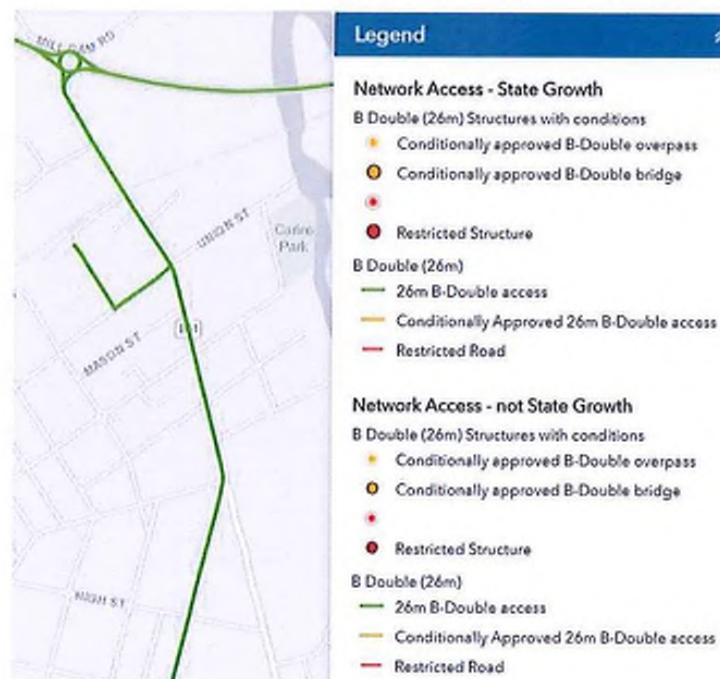 MILL DAM RD
UNION ST
Cariño
Park
MASON ST
HIGH ST
Legend
Network Access - State Growth
B Double (26m) Structures with conditions
Conditionally approved B-Double overpass
Conditionally approved B-Double bridge
Restricted Structure
B Double (26m)
26m B-Double access
Conditionally Approved 26m B-Double access
Restricted Road
Network Access - not State Growth
B Double (26m) Structures with conditions
Conditionally approved B-Double overpass
Conditionally approved B-Double bridge
Restricted Structure
B Double (26m)
26m B-Double access
Conditionally Approved 26m B-Double access
Restricted Road